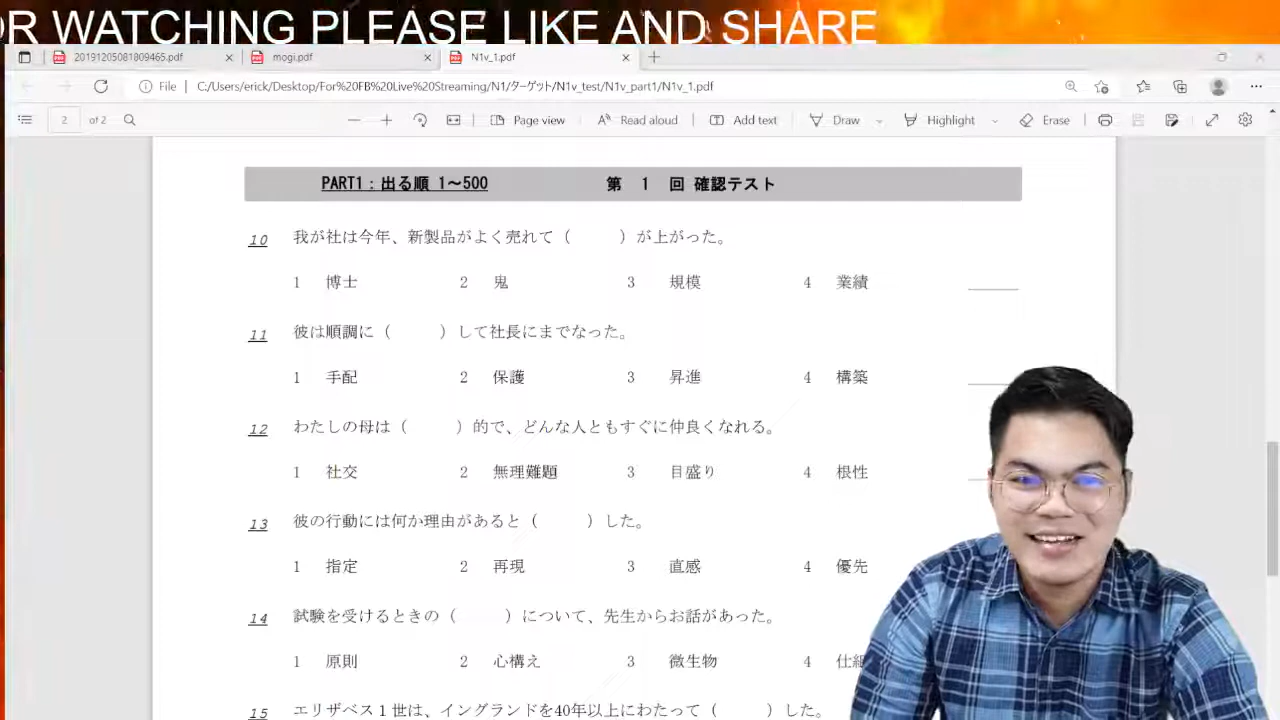 OR WATCHING PLEASE LIKE AND SHARE
20191205081809465.pdf
mogi.pdf
N1v_1.pdf
File | C:/Users/erick/Desktop/For%20FB%20Live%20Streaming/N1/ターゲット/N1v_test/N1v_part1/N1v_1.pdf
2 of 2 Page view Read aloud Add text Draw Highlight Erase
PART1：出る順 1～500 第 1 回 確認テスト
10 我が社は今年、新製品がよく売れて（ ）が上がった。
1 博士 2 鬼 3 規模 4 業績
11 彼は順調に（ ）して社長にまでなった。
1 手配 2 保護 3 昇進 4 構築
12 わたしの母は（ ）的で、どんな人ともすぐに仲良くなれる。
1 社交 2 無理難題 3 目盛り 4 根性
13 彼の行動には何か理由があると（ ）した。
1 指定 2 再現 3 直感 4 優先
14 試験を受けるときの（ ）について、先生からお話があった。
1 原則 2 心構え 3 微生物 4 仕
15 エリザベス１世は、イングランドを40年以上にわたって（ ）した。